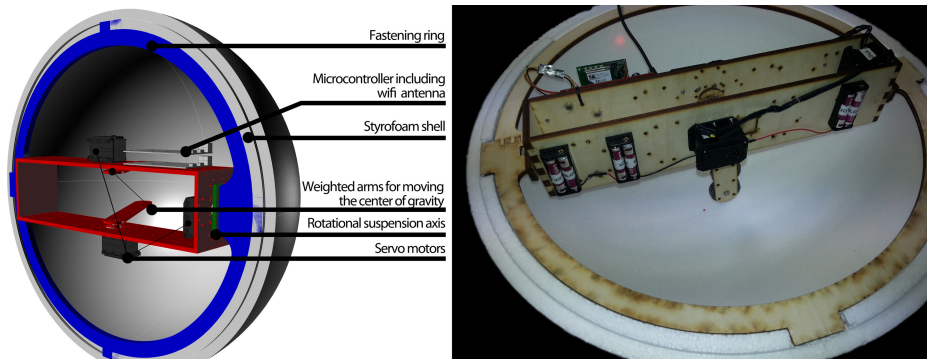 Fastening ring
Microcontroller including
wifi antenna
Styrofoam shell
Weighted arms for moving
the center of gravity
Rotational suspension axis
Servo motors